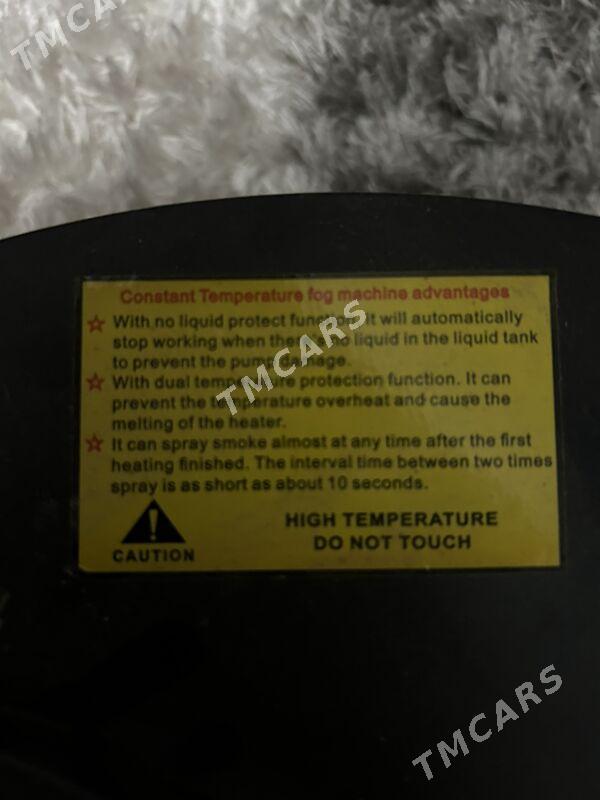 TMCARS
Constant Temperature fog machine advantages
☆ With no liquid protect function. It will automatically
stop working when there's no liquid in the liquid tank
to prevent the pump damage.
TMCARS
☆ With dual temperature protection function. It can
prevent the temperature overheat and cause the
melting of the heater.
☆ It can spray smoke almost at any time after the first
heating finished. The interval time between two times
spray is as short as about 10 seconds.
HIGH TEMPERATURE
DO NOT TOUCH
CAUTION
TMCARS